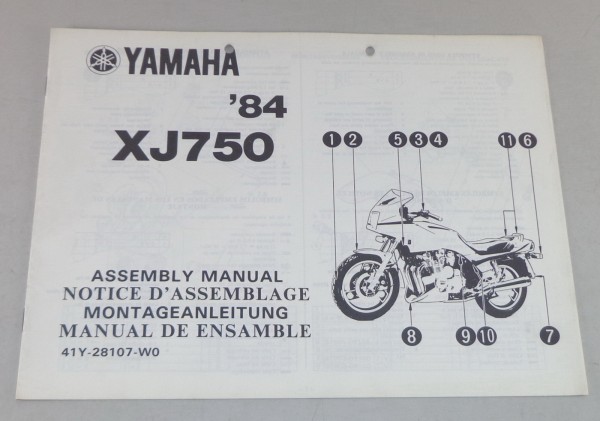 YAMAHA
'84
XJ750
ASSEMBLY MANUAL
NOTICE D'ASSEMBLAGE
MONTAGEANLEITUNG
MANUAL DE ENSAMBLE
41Y-28107-W0
1 2 5 3 4 11 6
8 9 10 7